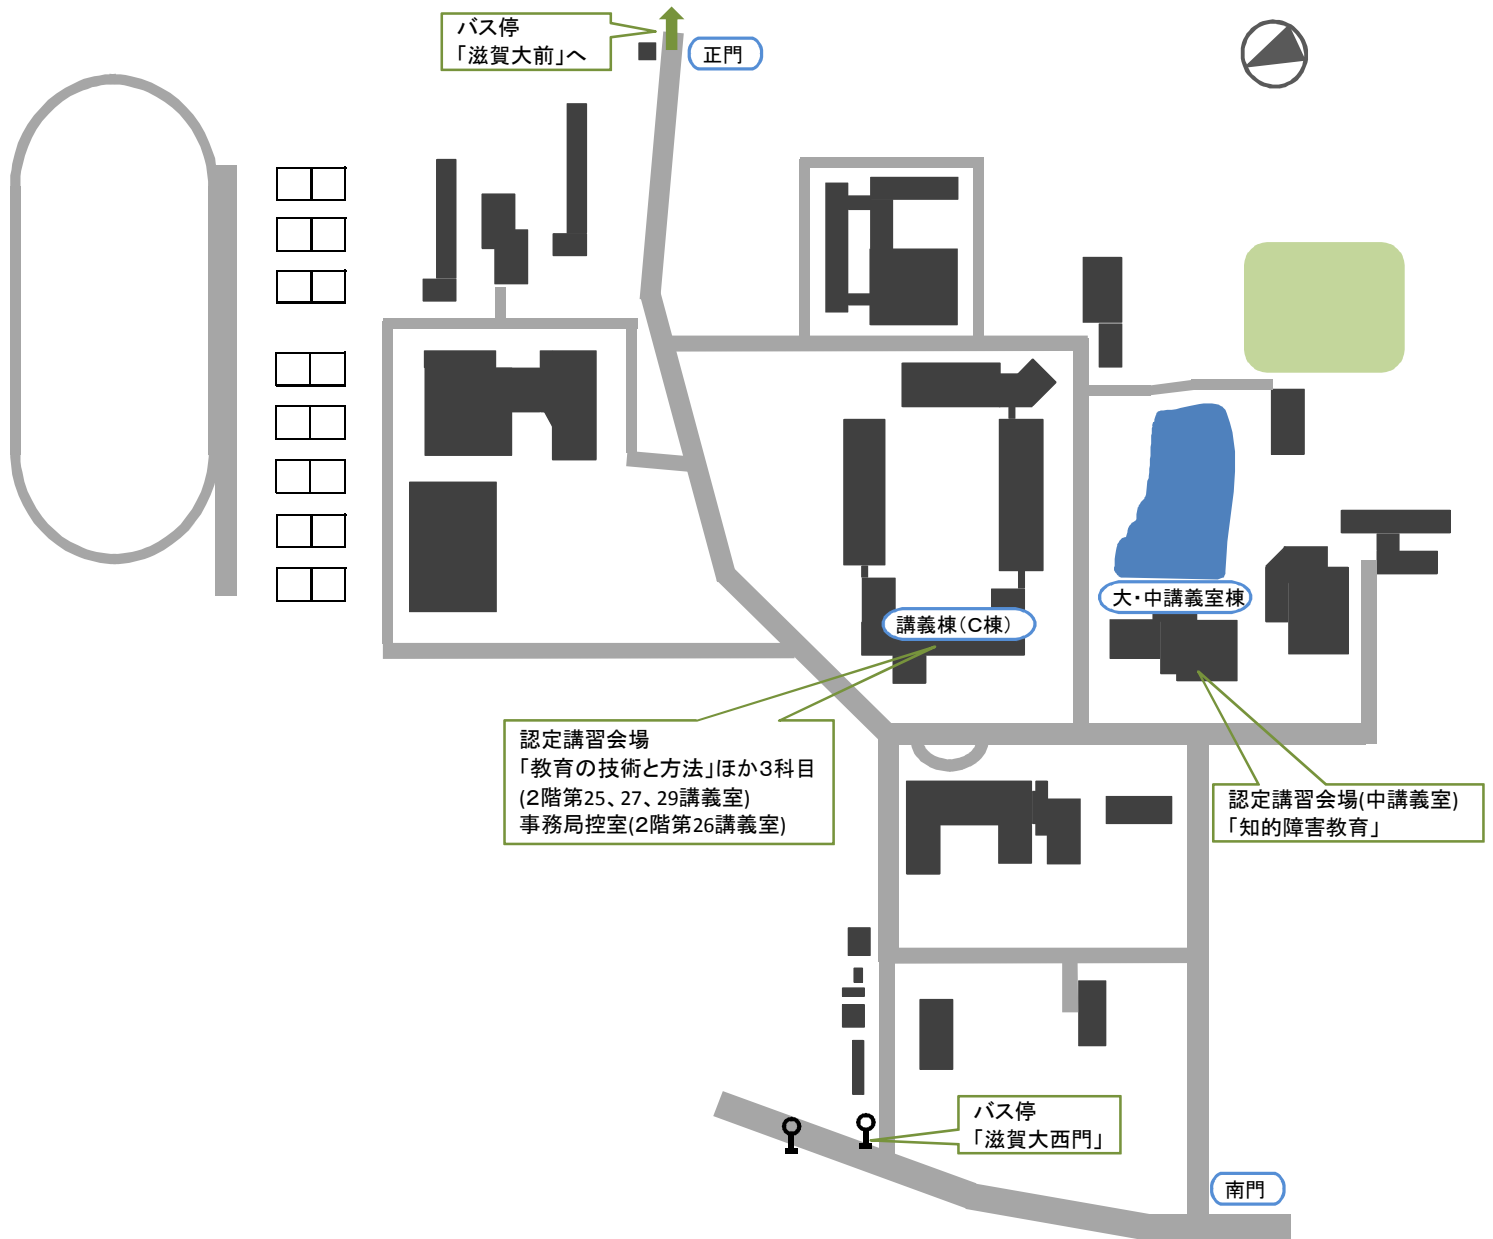 バス停
「滋賀大前」へ
正門
大・中講義室棟
講義棟(C棟)
認定講習会場
「教育の技術と方法」ほか3科目
(2階第25、27、29講義室)
事務局控室(2階第26講義室)
認定講習会場(中講義室)
「知的障害教育」
バス停
「滋賀大西門」
南門